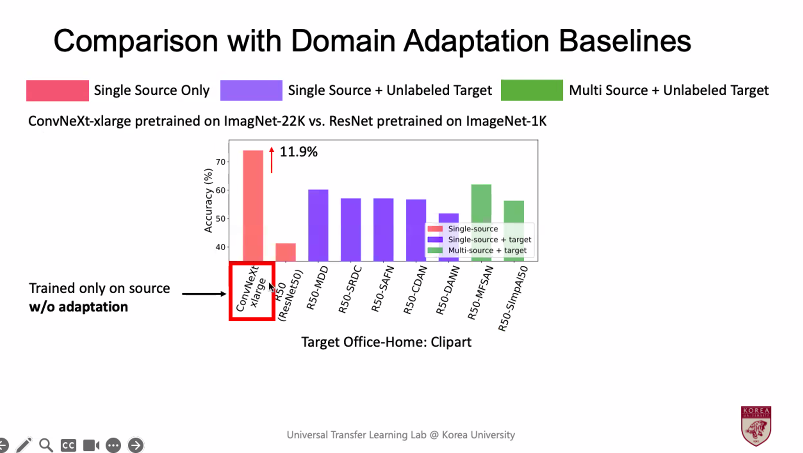 Comparison with Domain Adaptation Baselines
Single Source Only
Single Source + Unlabeled Target
Multi Source + Unlabeled Target
ConvNeXt-xlarge pretrained on ImagNet-22K vs. ResNet pretrained on ImageNet-1K
11.9%
Accuracy (%)
70
60
50
40
Single-source
Single-source + target
Multi-source + target
ConvNeXt
xlarge
R50
(ResNet50)
R50-MDD
R50-SRDC
R50-SAFN
R50-CDAN
R50-DANN
R50-MFSAN
R50-SImpAl50
Trained only on source
w/o adaptation
Target Office-Home: Clipart
Universal Transfer Learning Lab @ Korea University
KOREA
CC